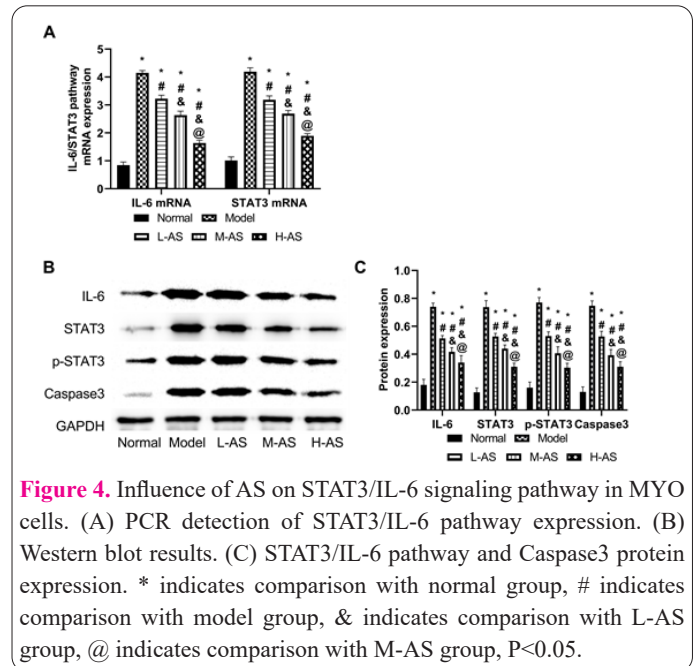 A
IL-6/STAT3 pathway
mRNA expression
5
4
3
2
1
0
*
*
#
*
#
&
*
#
&
@
*
*
#
*
#
&
*
#
&
@
IL-6 mRNA
STAT3 mRNA
Normal
Model
L-AS
M-AS
H-AS
B
IL-6
STAT3
p-STAT3
Caspase3
GAPDH
Normal Model L-AS M-AS H-AS
C
Protein expression
1.0
0.8
0.6
0.4
0.2
0.0
*
*
#
*
#
&
*
#
&
@
*
*
#
*
#
&
*
#
&
@
*
*
#
*
#
&
*
#
&
@
*
*
#
*
#
&
*
#
&
@
IL-6 STAT3 p-STAT3 Caspase3
Normal
Model
L-AS
M-AS
H-AS
Figure 4. Influence of AS on STAT3/IL-6 signaling pathway in MYO
cells. (A) PCR detection of STAT3/IL-6 pathway expression. (B)
Western blot results. (C) STAT3/IL-6 pathway and Caspase3 protein
expression. * indicates comparison with normal group, # indicates
comparison with model group, & indicates comparison with L-AS
group, @ indicates comparison with M-AS group, P<0.05.